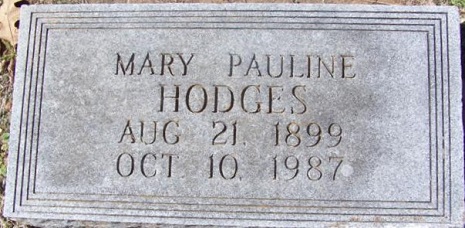 MARY PAULINE
HODGES
AUG 21. 1899
OCT 10. 1987